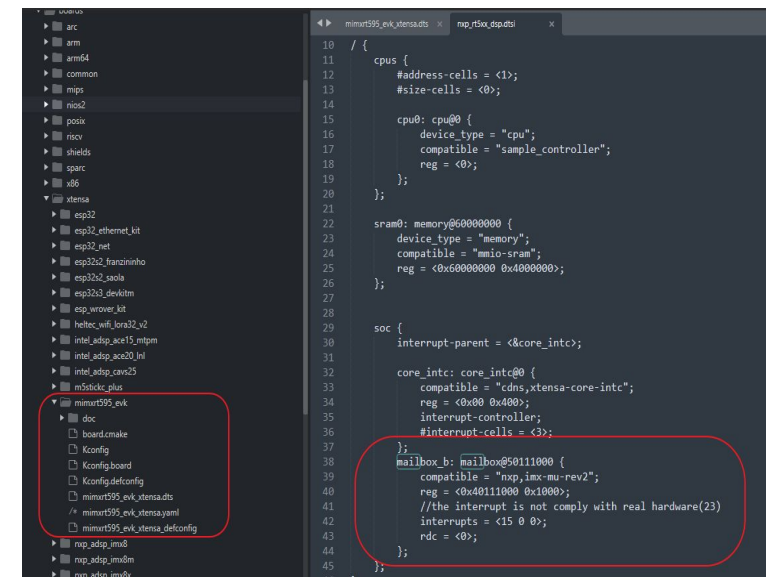 boards
arc
arm
arm64
common
mips
nios2
posix
riscv
shields
sparc
x86
xtensa
esp32
esp32_ethernet_kit
esp32_net
esp32s2_franzininho
esp32s2_saola
esp32s3_devkitm
esp_wrover_kit
heltec_wifi_lora32_v2
intel_adsp_ace15_mtpm
intel_adsp_ace20_lnl
intel_adsp_cavs25
m5stickc_plus
mimxrt595_evk
doc
board.cmake
Kconfig
Kconfig.board
Kconfig.defconfig
mimxrt595_evk_xtensa.dts
/* mimxrt595_evk_xtensa.yaml
mimxrt595_evk_xtensa_defconfig
nxp_adsp_imx8
nxp_adsp_imx8m
nxp_adsp_imx8x
mimxrt595_evk_xtensa.dts × nxp_rt5xx_dsp.dtsi ×
10 / {
11 cpus {
12 #address-cells = <1>;
13 #size-cells = <0>;
14
15 cpu0: cpu@0 {
16 device_type = "cpu";
17 compatible = "sample_controller";
18 reg = <0>;
19 };
20 };
21
22 sram0: memory@60000000 {
23 device_type = "memory";
24 compatible = "mmio-sram";
25 reg = <0x60000000 0x4000000>;
26 };
27
28
29 soc {
30 interrupt-parent = <&core_intc>;
31
32 core_intc: core_intc@0 {
33 compatible = "cdns,xtensa-core-intc";
34 reg = <0x00 0x400>;
35 interrupt-controller;
36 #interrupt-cells = <3>;
37 };
38 mailbox_b: mailbox@50111000 {
39 compatible = "nxp,imx-mu-rev2";
40 reg = <0x40111000 0x1000>;
41 //the interrupt is not comply with real hardware(23)
42 interrupts = <15 0 0>;
43 rdc = <0>;
44 };
45 };